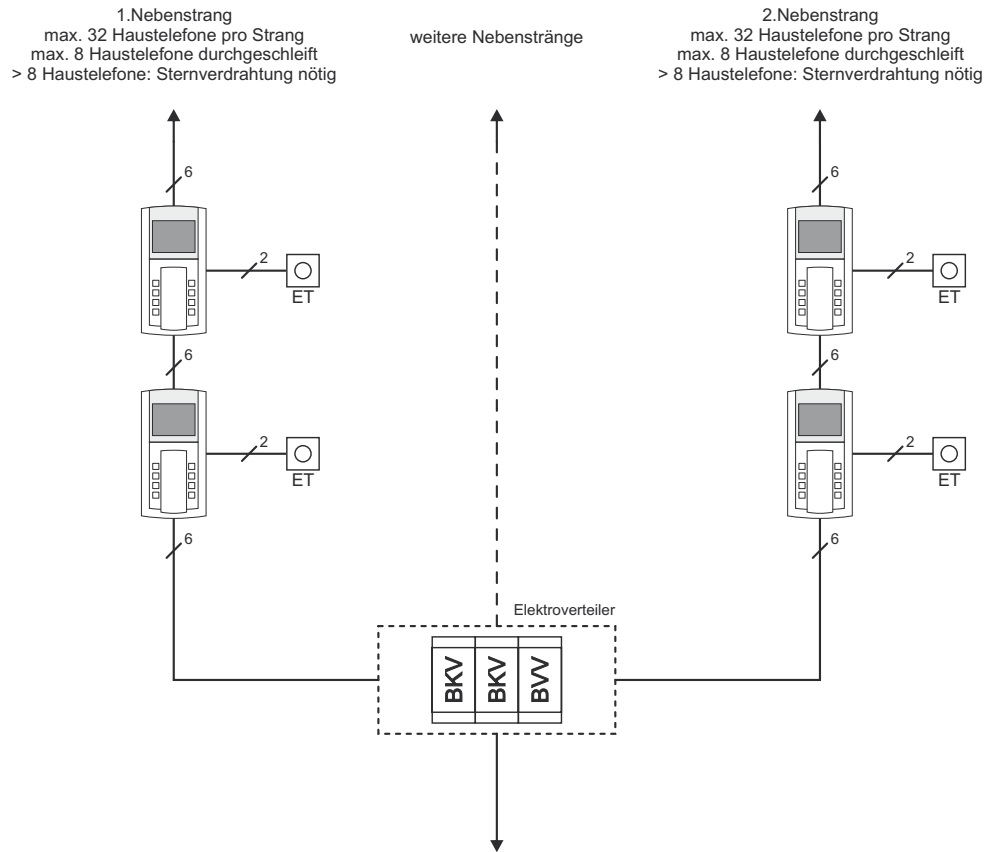 1.Nebenstrang
max. 32 Haustelefone pro Strang
max. 8 Haustelefone durchgeschleift
> 8 Haustelefone: Sternverdrahtung nötig
weitere Nebenstränge
2.Nebenstrang
max. 32 Haustelefone pro Strang
max. 8 Haustelefone durchgeschleift
> 8 Haustelefone: Sternverdrahtung nötig
6
6
2
2
ET
ET
6
6
2
2
ET
ET
6
6
Elektroverteiler
BKV
BKV
BVV